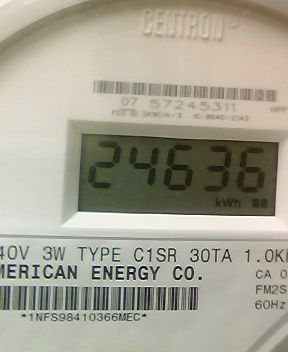 CENTRON
07 57245311
24636
kWh
40V 3W TYPE C1SR 30TA 1.0K
MERICAN ENERGY CO.
CA 0
FM2S
60Hz
*1NFS98410366MEC*